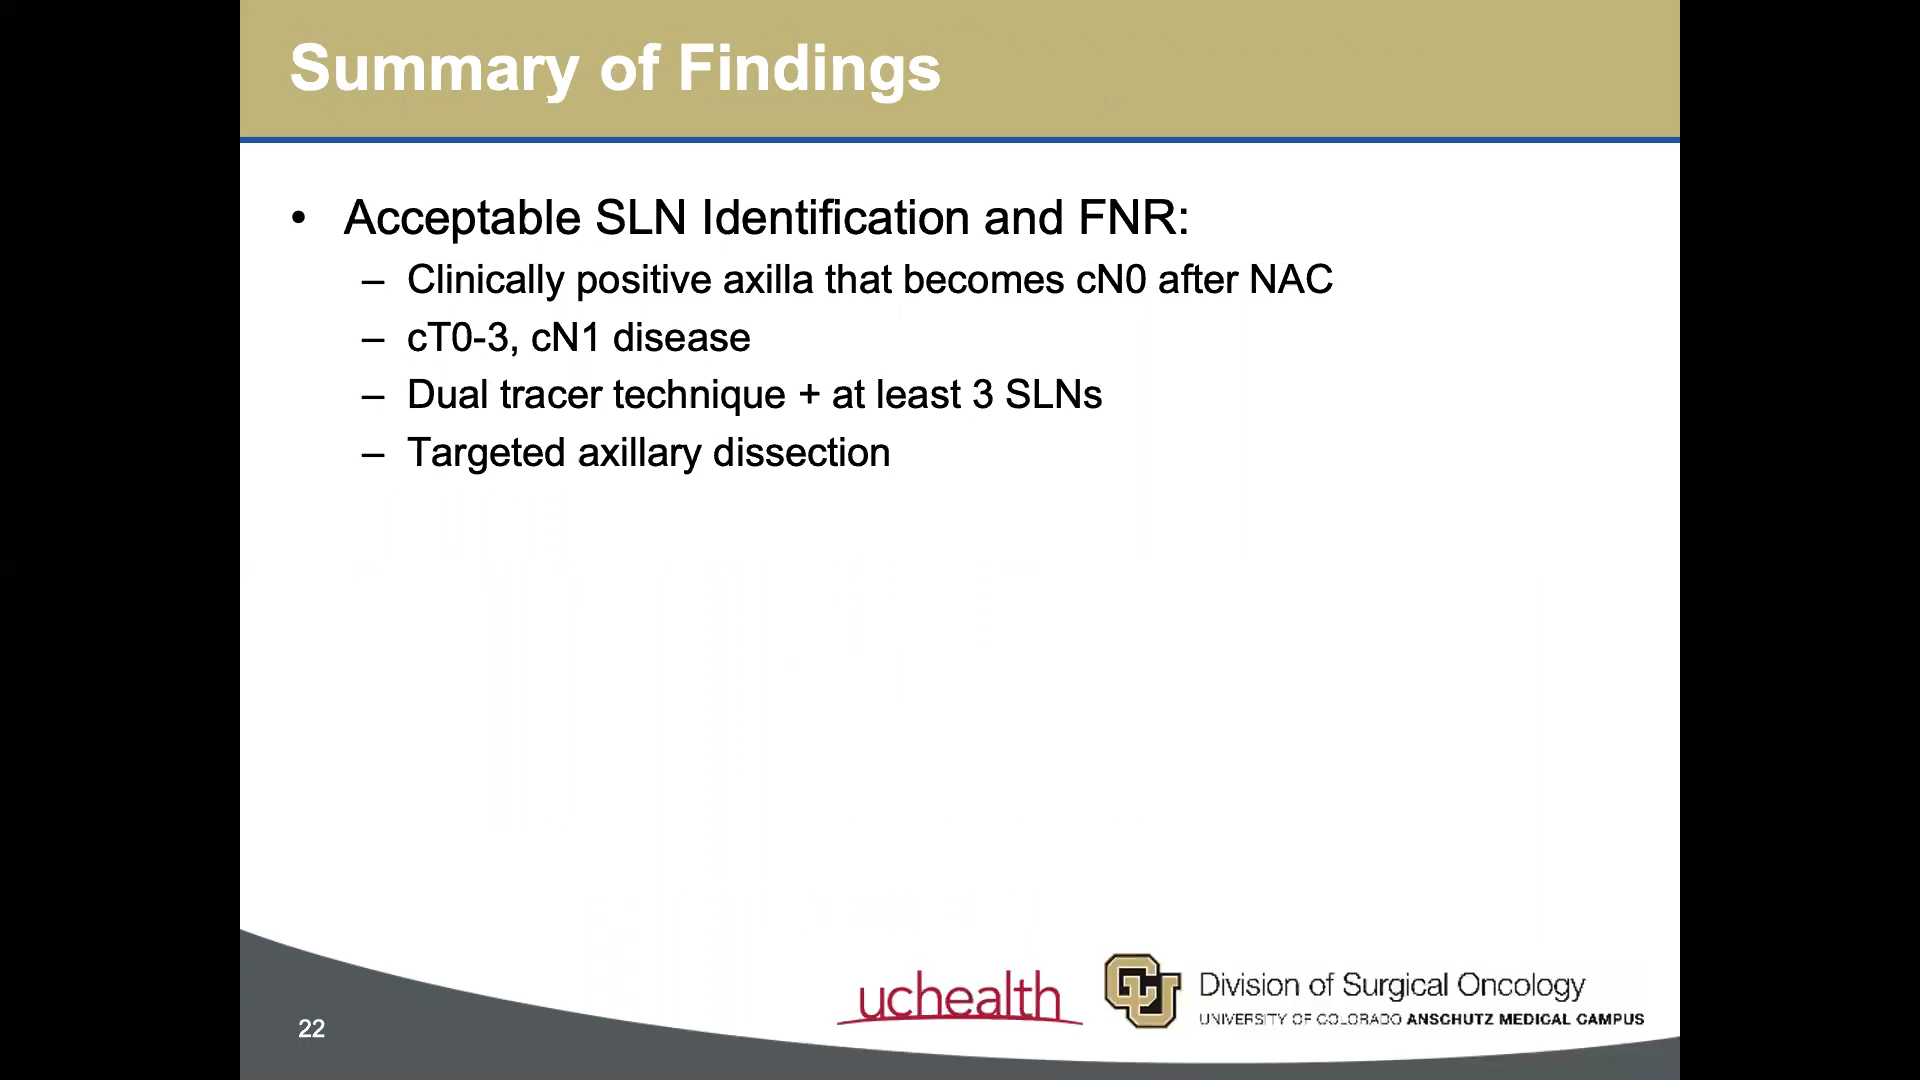 Summary of Findings
• Acceptable SLN Identification and FNR:
– Clinically positive axilla that becomes cN0 after NAC
– cT0-3, cN1 disease
– Dual tracer technique + at least 3 SLNs
– Targeted axillary dissection
22
uchealth
CU
Division of Surgical Oncology
UNIVERSITY OF COLORADO ANSCHUTZ MEDICAL CAMPUS